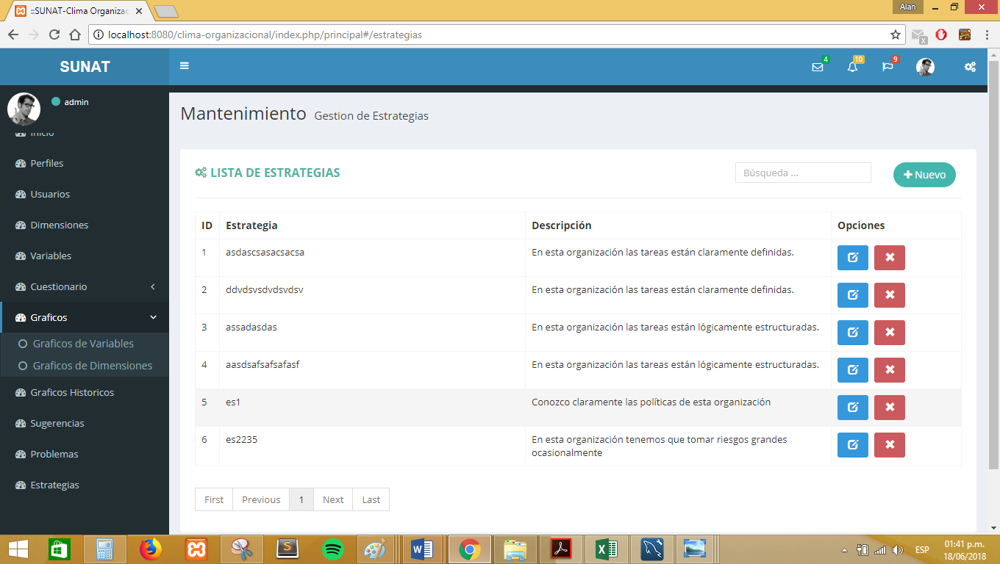 ::SUNAT-Clima Organizac
Alan
localhost:8080/clima-organizacional/index.php/principal#/estrategias
SUNAT
4
10
9
admin
Inicio
Perfiles
Usuarios
Dimensiones
Variables
Cuestionario
Graficos
Graficos de Variables
Graficos de Dimensiones
Graficos Historicos
Sugerencias
Problemas
Estrategias
Mantenimiento Gestion de Estrategias
LISTA DE ESTRATEGIAS
Búsqueda ...
Nuevo
ID Estrategia Descripción Opciones
1 asdascsasacsacsa En esta organización las tareas están claramente definidas.
2 ddvdsvsdvdsvdsv En esta organización las tareas están claramente definidas.
3 assadasdas En esta organización las tareas están lógicamente estructuradas.
4 aasdsafsafsafasf En esta organización las tareas están lógicamente estructuradas.
5 es1 Conozco claramente las políticas de esta organización
6 es2235 En esta organización tenemos que tomar riesgos grandes
ocasionalmente
First Previous 1 Next Last
ESP
01:41 p.m.
18/06/2018